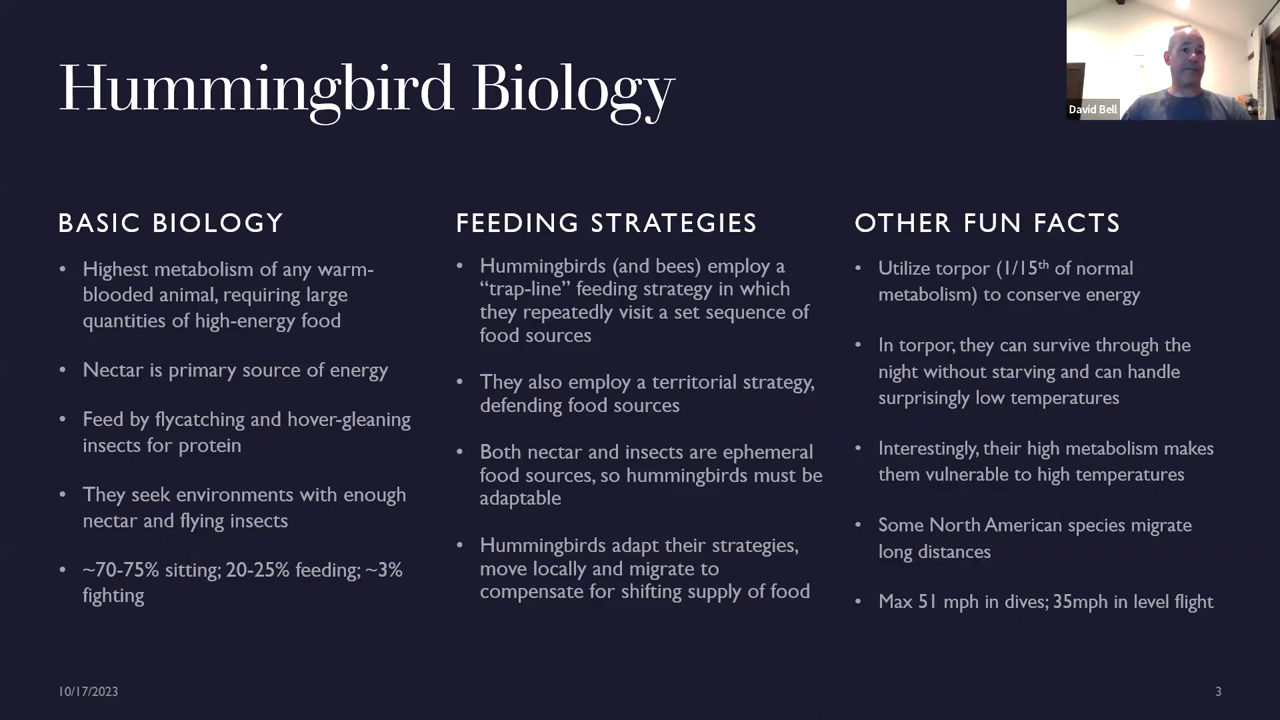 Hummingbird Biology
David Bell
BASIC BIOLOGY
• Highest metabolism of any warm-
blooded animal, requiring large
quantities of high-energy food
• Nectar is primary source of energy
• Feed by flycatching and hover-gleaning
insects for protein
• They seek environments with enough
nectar and flying insects
• ~70-75% sitting; 20-25% feeding; ~3%
fighting
FEEDING STRATEGIES
• Hummingbirds (and bees) employ a
“trap-line” feeding strategy in which
they repeatedly visit a set sequence of
food sources
• They also employ a territorial strategy,
defending food sources
• Both nectar and insects are ephemeral
food sources, so hummingbirds must be
adaptable
• Hummingbirds adapt their strategies,
move locally and migrate to
compensate for shifting supply of food
OTHER FUN FACTS
• Utilize torpor (1/15th of normal
metabolism) to conserve energy
• In torpor, they can survive through the
night without starving and can handle
surprisingly low temperatures
• Interestingly, their high metabolism makes
them vulnerable to high temperatures
• Some North American species migrate
long distances
• Max 51 mph in dives; 35mph in level flight
10/17/2023
3